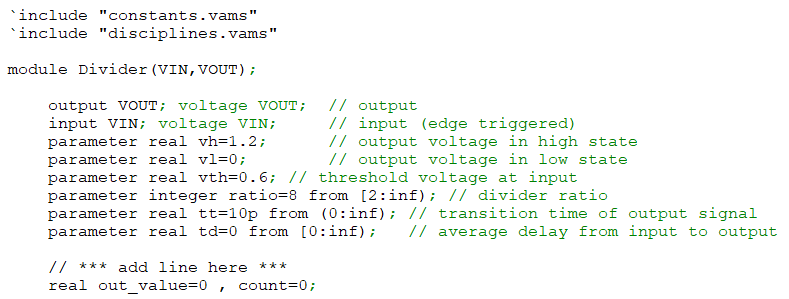 `include "constants.vams"
`include "disciplines.vams"
module Divider(VIN,VOUT);
output VOUT; voltage VOUT; // output
input VIN; voltage VIN; // input (edge triggered)
parameter real vh=1.2; // output voltage in high state
parameter real vl=0; // output voltage in low state
parameter real vth=0.6; // threshold voltage at input
parameter integer ratio=8 from [2:inf); // divider ratio
parameter real tt=10p from (0:inf); // transition time of output signal
parameter real td=0 from [0:inf); // average delay from input to output
// *** add line here ***
real out_value=0 , count=0;